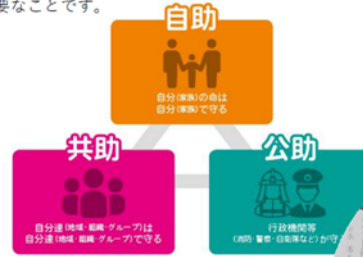 要なことです。
自助
自分(家族)の命は
自分(家族)で守る
共助
自分達(地域・組織・グループ)は
自分達(地域・組織・グループ)で守る
公助
行政機関等
(消防・警察・自衛隊など)が守